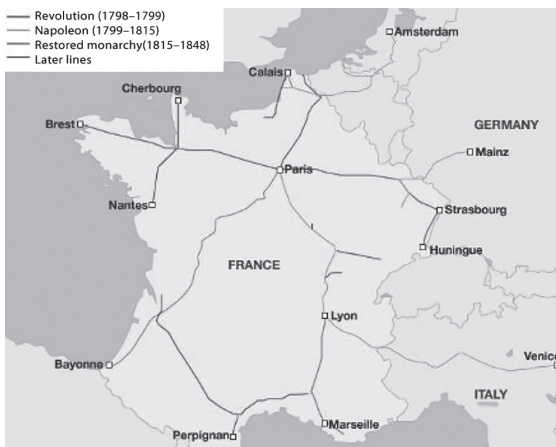 Revolution (1798–1799)
Napoleon (1799–1815)
Restored monarchy(1815–1848)
Later lines
Amsterdam
Calais
Cherbourg
Brest
GERMANY
Mainz
Paris
Nantes
Strasbourg
Huningue
FRANCE
Lyon
Venic
Bayonne
ITALY
Marseille
Perpignan